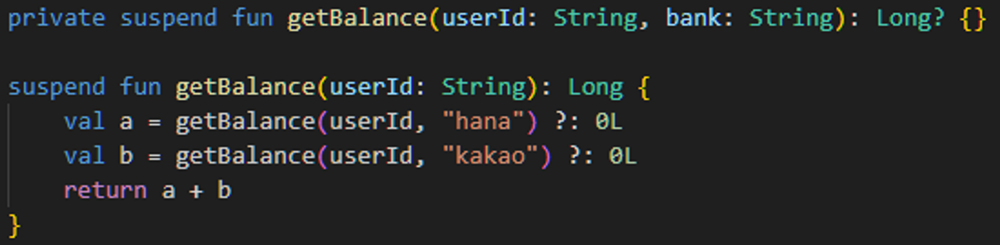 private suspend fun getBalance(userId: String, bank: String): Long? {}
suspend fun getBalance(userId: String): Long {
    val a = getBalance(userId, "hana") ?: 0L
    val b = getBalance(userId, "kakao") ?: 0L
    return a + b
}